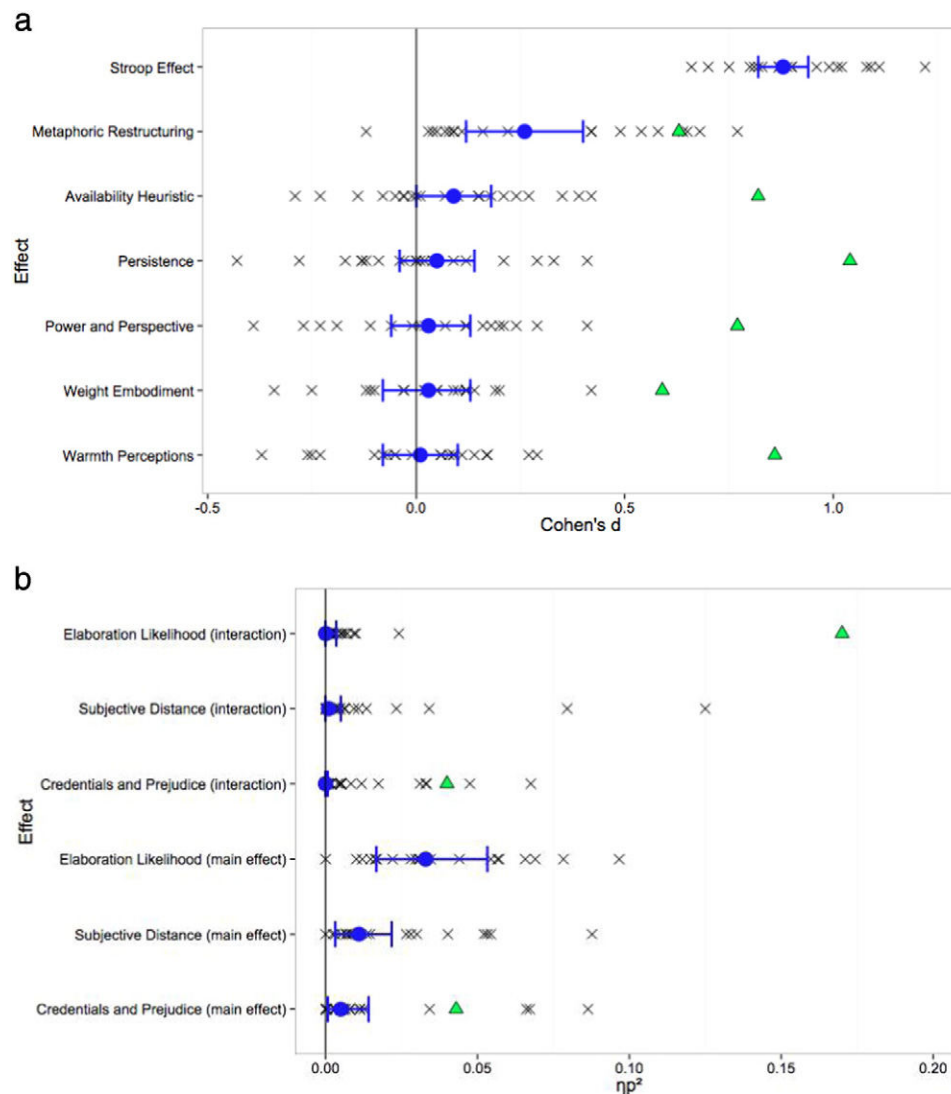 a
Stroop Effect
Metaphoric Restructuring
Availability Heuristic
Persistence
Power and Perspective
Weight Embodiment
Warmth Perceptions
Effect
-0.5 0.0 0.5 1.0
Cohen's d
b
Elaboration Likelihood (interaction)
Subjective Distance (interaction)
Credentials and Prejudice (interaction)
Elaboration Likelihood (main effect)
Subjective Distance (main effect)
Credentials and Prejudice (main effect)
Effect
0.00 0.05 0.10 0.15 0.20
ηp²